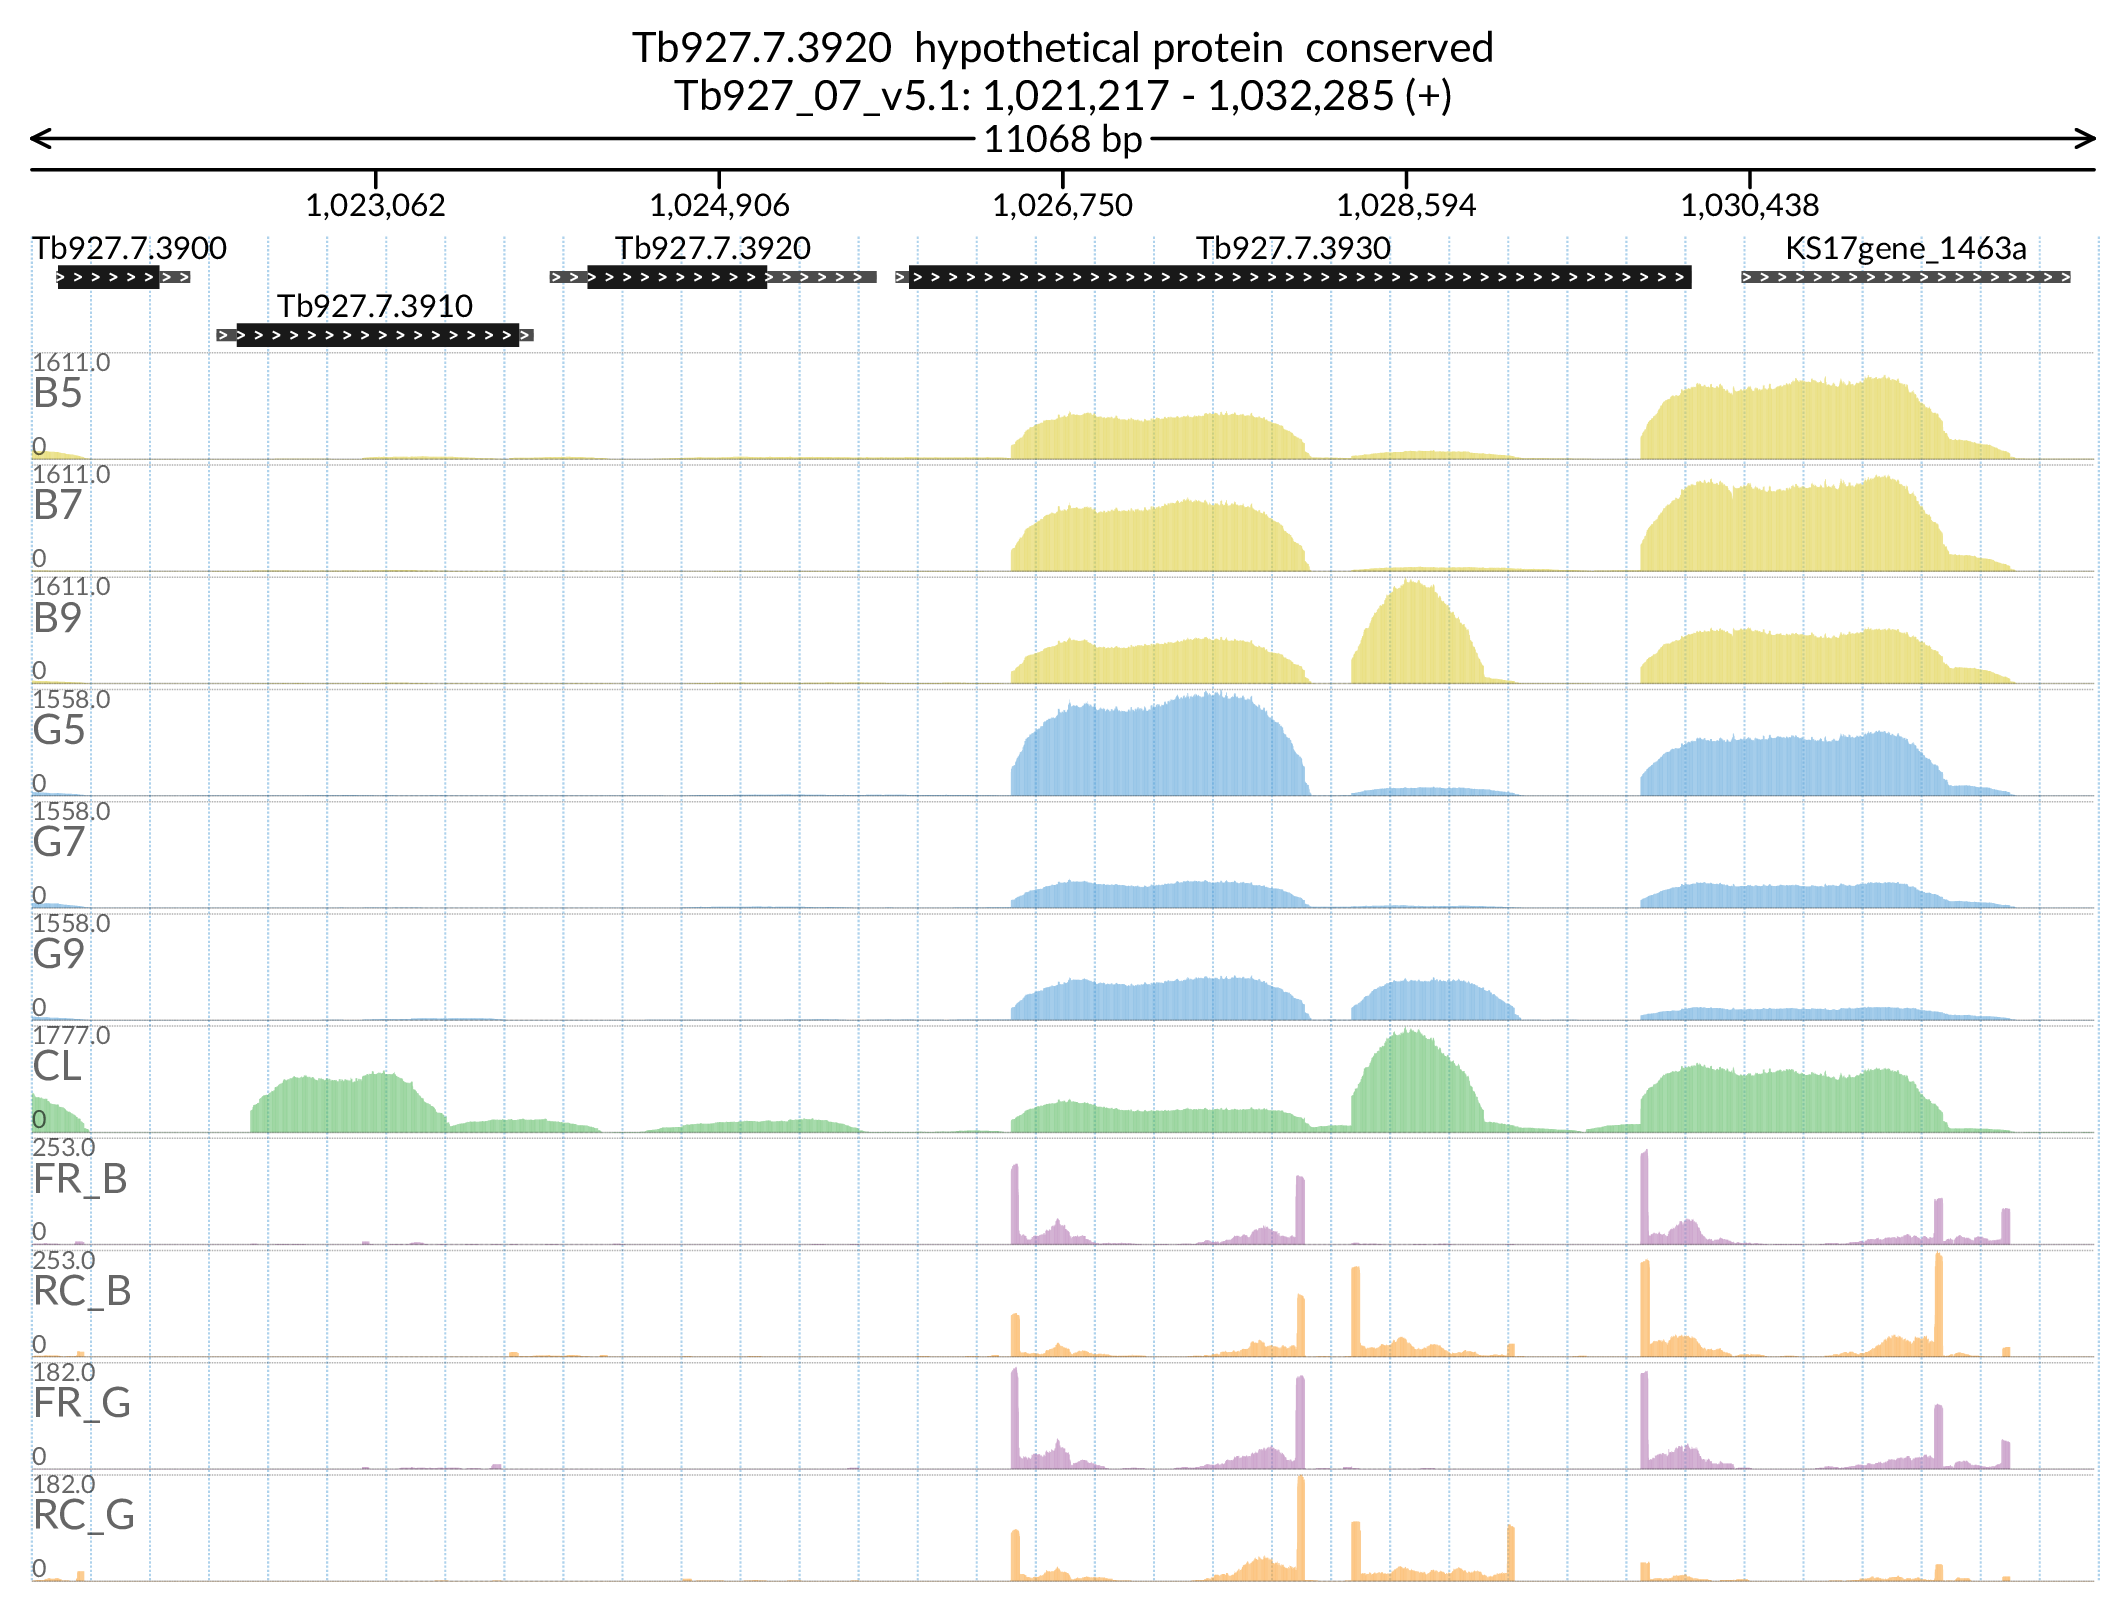 Tb927.7.3920  hypothetical protein  conserved
Tb927_07_v5.1: 1,021,217 - 1,032,285 (+)
11068 bp
1,023,062 1,024,906 1,026,750 1,028,594 1,030,438
Tb927.7.3900 Tb927.7.3920 Tb927.7.3930 KS17gene_1463a
Tb927.7.3910
1611.0
B5
0
1611.0
B7
0
1611.0
B9
0
1558.0
G5
0
1558.0
G7
0
1558.0
G9
0
1777.0
CL
0
253.0
FR_B
0
253.0
RC_B
0
182.0
FR_G
0
182.0
RC_G
0